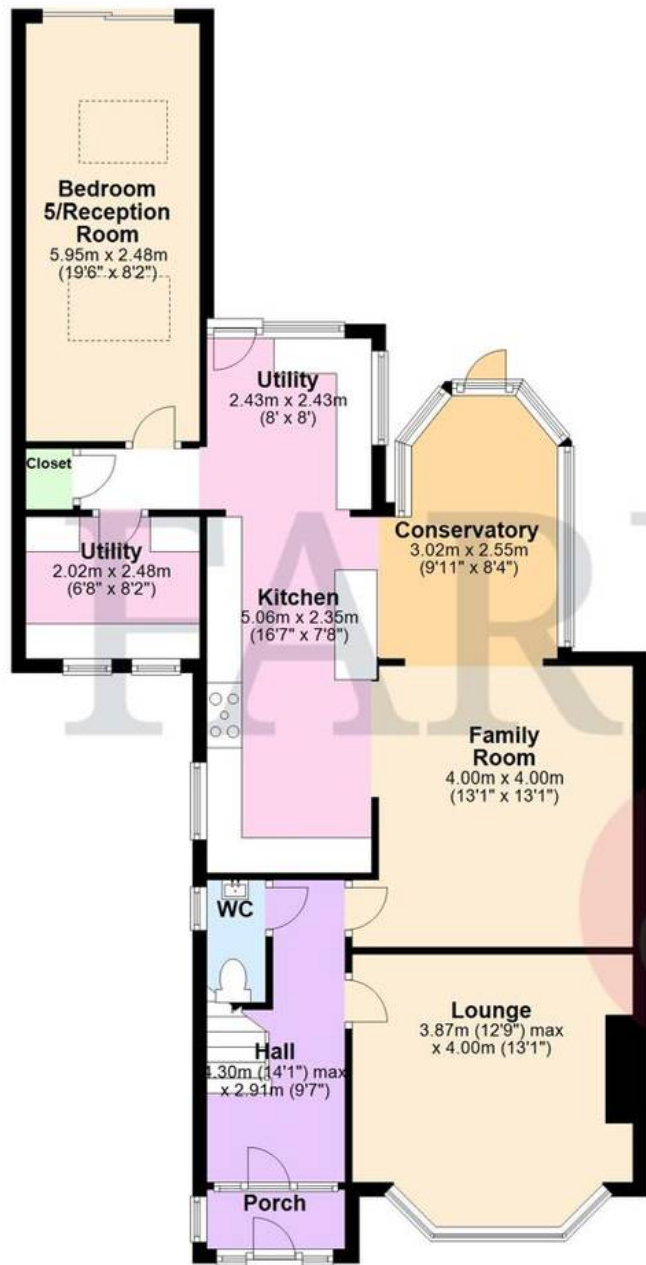 Bedroom
5/Reception
Room
5.95m x 2.48m
(19'6" x 8'2")
Utility
2.43m x 2.43m
(8' x 8')
Closet
Utility
2.02m x 2.48m
(6'8" x 8'2")
Conservatory
3.02m x 2.55m
(9'11" x 8'4")
Kitchen
5.06m x 2.35m
(16'7" x 7'8")
FAR
Family
Room
4.00m x 4.00m
(13'1" x 13'1")
WC
Lounge
3.87m (12'9") max
x 4.00m (13'1")
Hall
4.30m (14'1") max
x 2.91m (9'7")
Porch